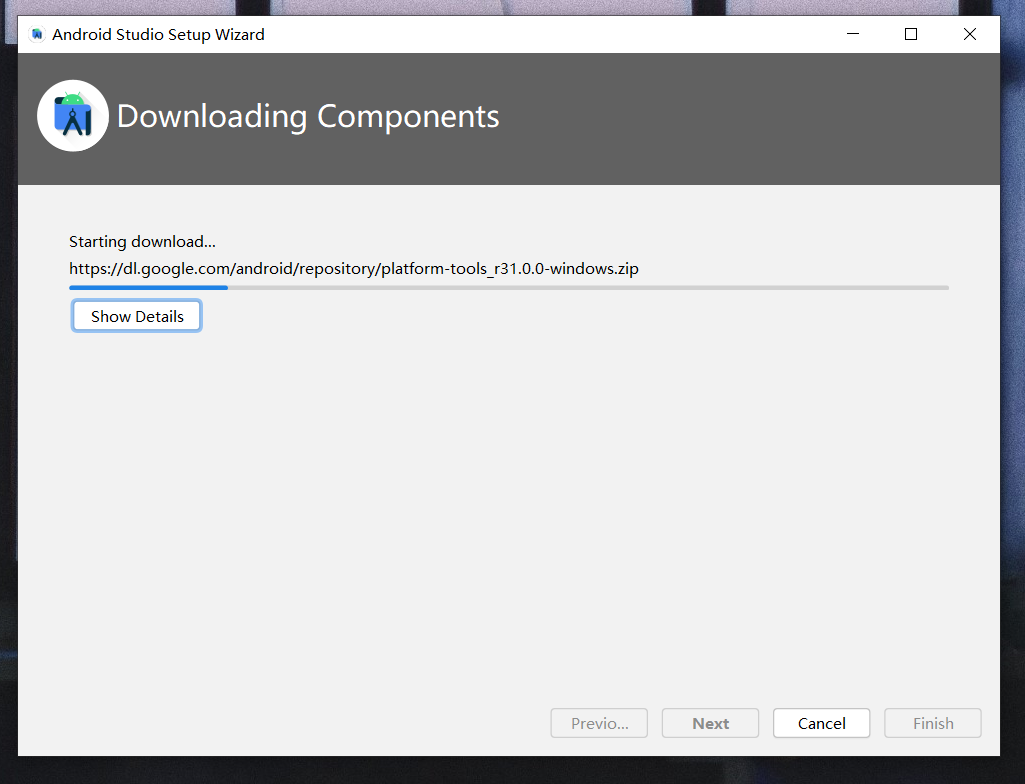 Android Studio Setup Wizard
Downloading Components
Starting download...
https://dl.google.com/android/repository/platform-tools_r31.0.0-windows.zip
Show Details
Previo... Next Cancel Finish